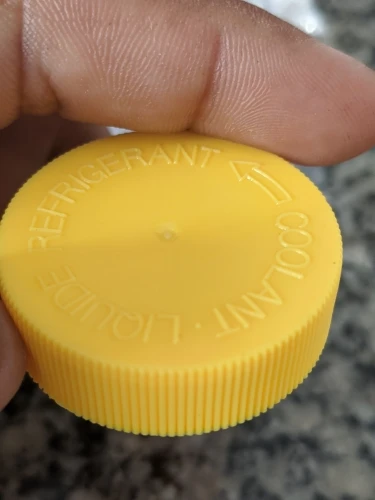 COOLANT · LIQUIDE REFRIGERANT